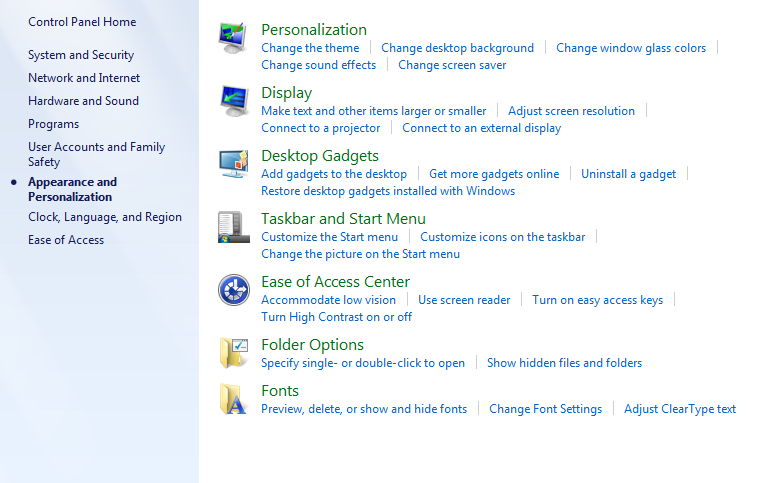 Control Panel Home
System and Security
Network and Internet
Hardware and Sound
Programs
User Accounts and Family
Safety
Appearance and
Personalization
Clock, Language, and Region
Ease of Access
Personalization
Change the theme Change desktop background Change window glass colors
Change sound effects Change screen saver
Display
Make text and other items larger or smaller Adjust screen resolution
Connect to a projector Connect to an external display
Desktop Gadgets
Add gadgets to the desktop Get more gadgets online Uninstall a gadget
Restore desktop gadgets installed with Windows
Taskbar and Start Menu
Customize the Start menu Customize icons on the taskbar
Change the picture on the Start menu
Ease of Access Center
Accommodate low vision Use screen reader Turn on easy access keys
Turn High Contrast on or off
Folder Options
Specify single- or double-click to open Show hidden files and folders
Fonts
Preview, delete, or show and hide fonts Change Font Settings Adjust ClearType text